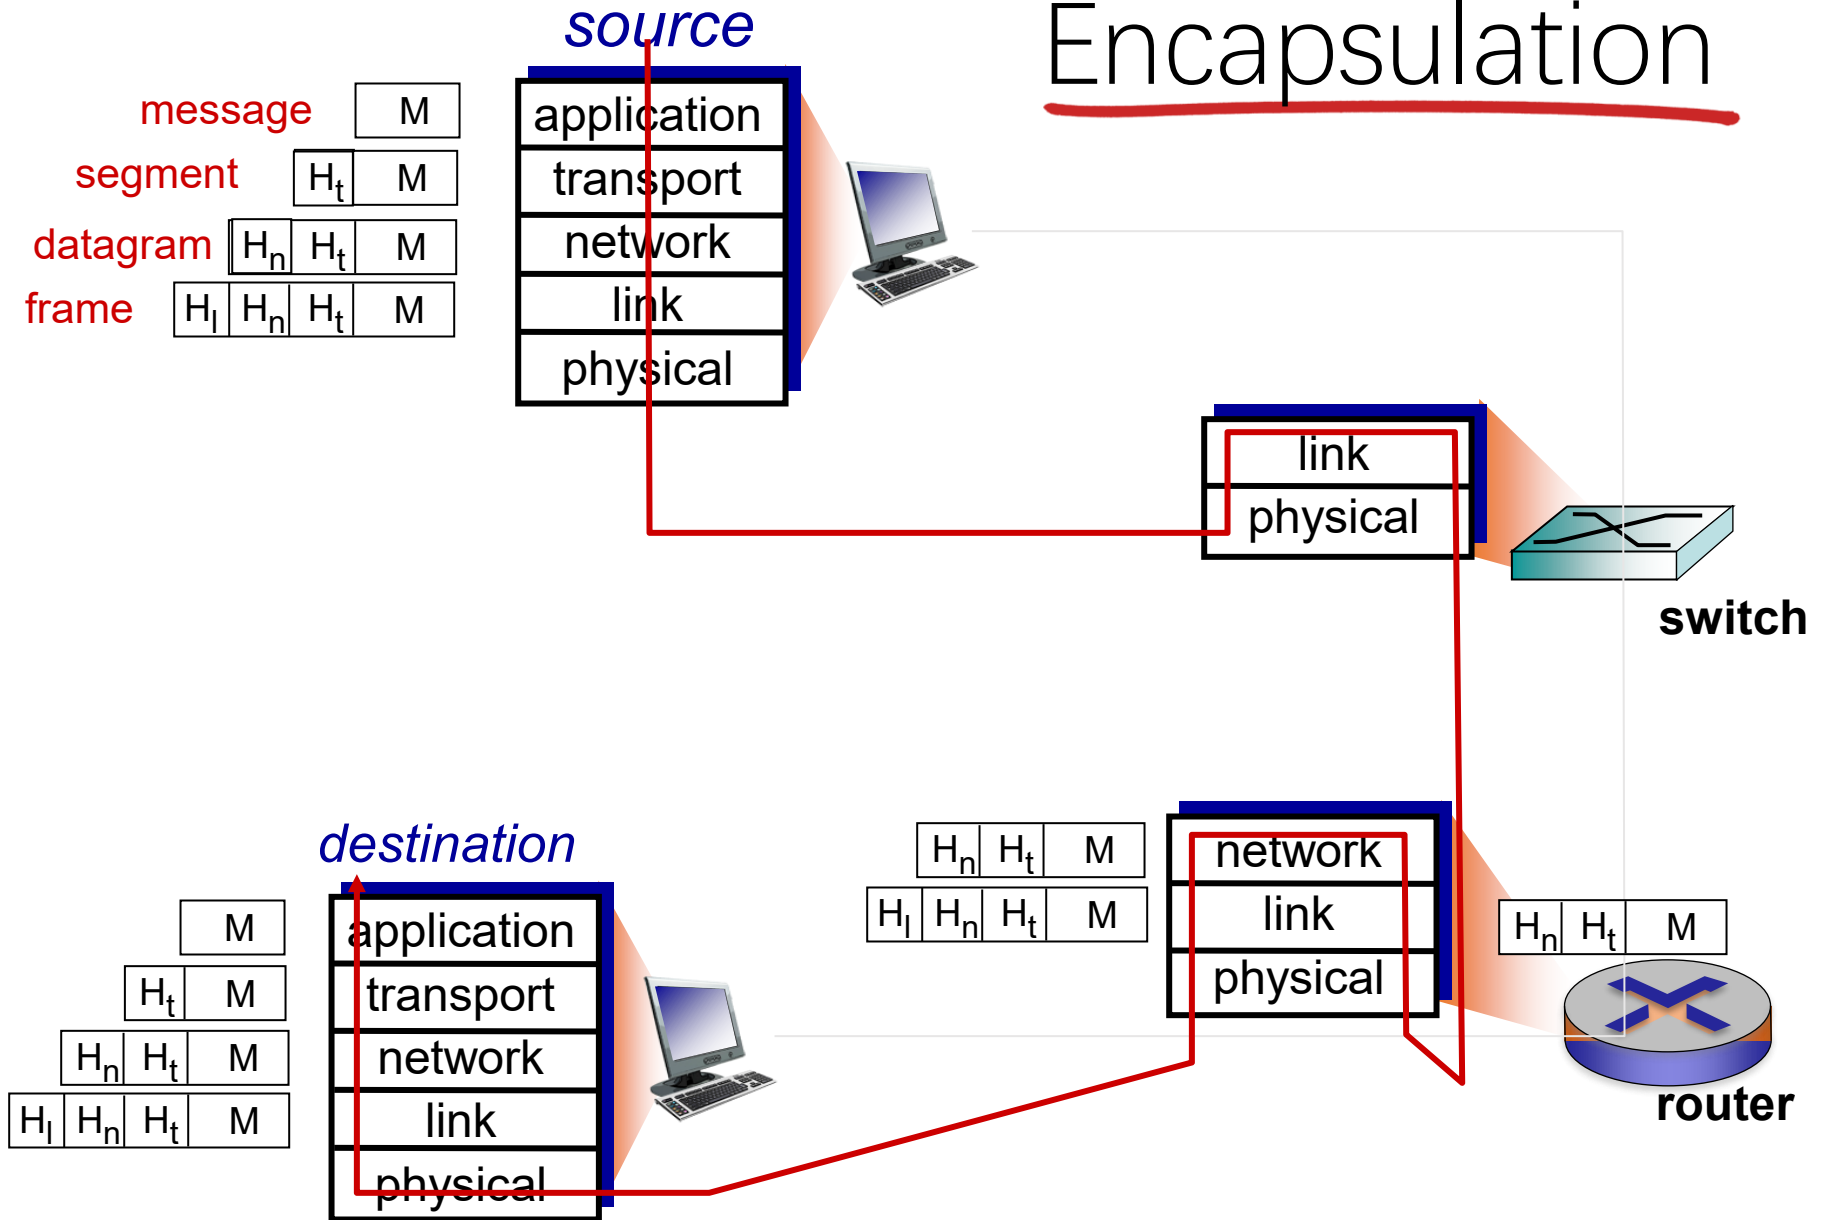 source
Encapsulation
message M application
segment Ht M transport
datagram Hn Ht M network
frame Hl Hn Ht M link
physical
link
physical
switch
destination
Hn Ht M network
Hl Hn Ht M link
physical
Hn Ht M
router
M application
Ht M transport
Hn Ht M network
Hl Hn Ht M link
physical